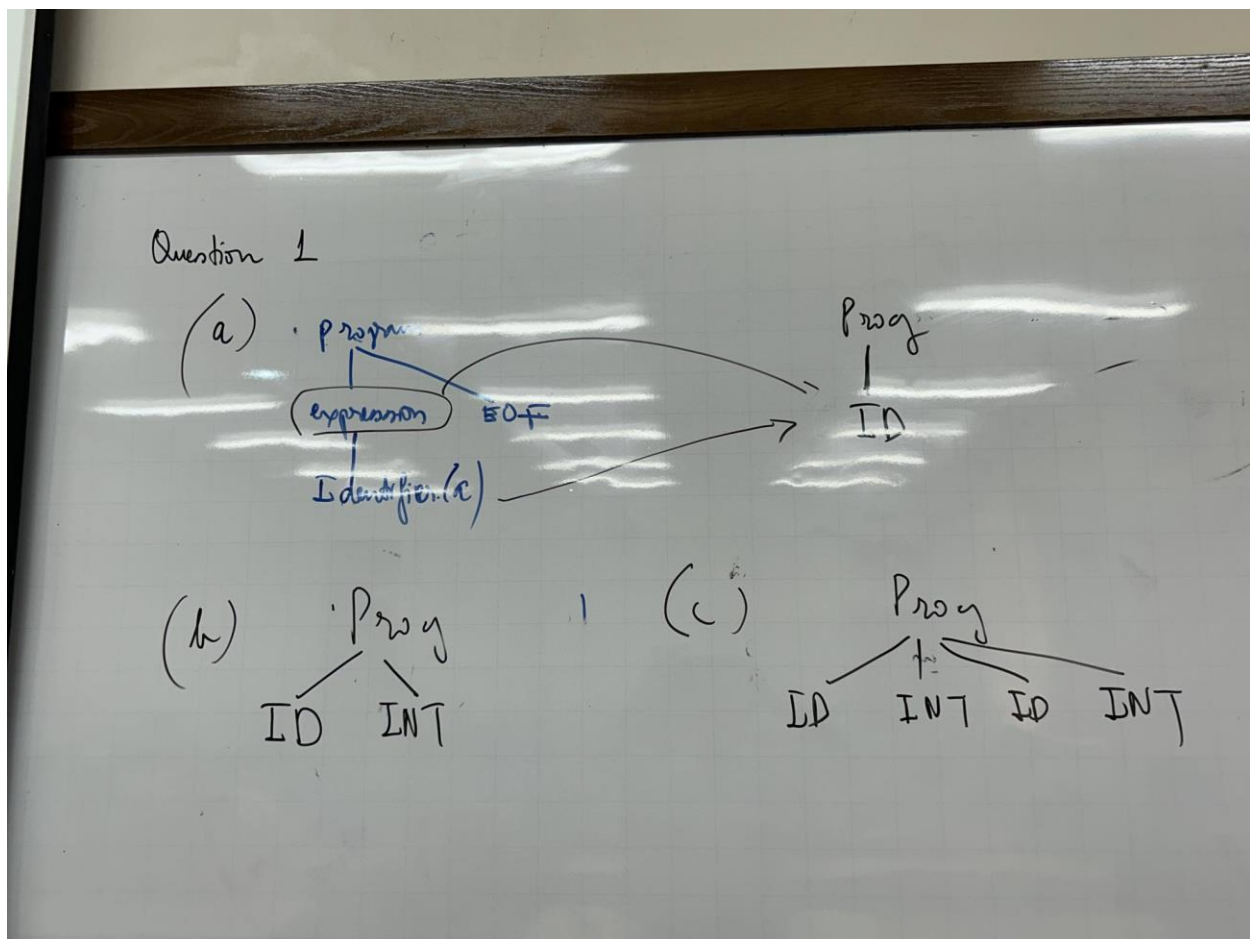 Question 1
(a)
program
expression EOF
Identifier(a)
Prog
ID
(b) Prog
ID INT
(c) Prog
ID INT ID INT